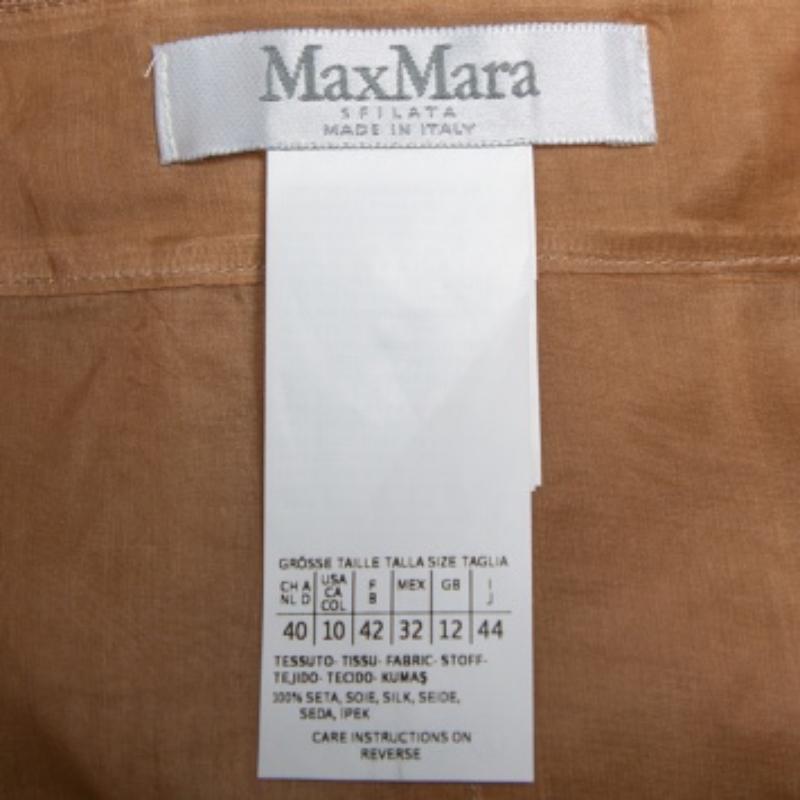 MaxMara
SFILATA
MADE IN ITALY
GRÖSSE TAILLE TALLA SIZE TAGLIA
CH A NL D | USA CA COL | F B | MEX | GB | I J
40 | 10 | 42 | 32 | 12 | 44
TESSUTO- TISSU- FABRIC- STOFF-
TEJIDO- TECIDO- KUMAŞ
100% SETA, SOIE, SILK, SEIDE,
SEDA, İPEK
CARE INSTRUCTIONS ON
REVERSE